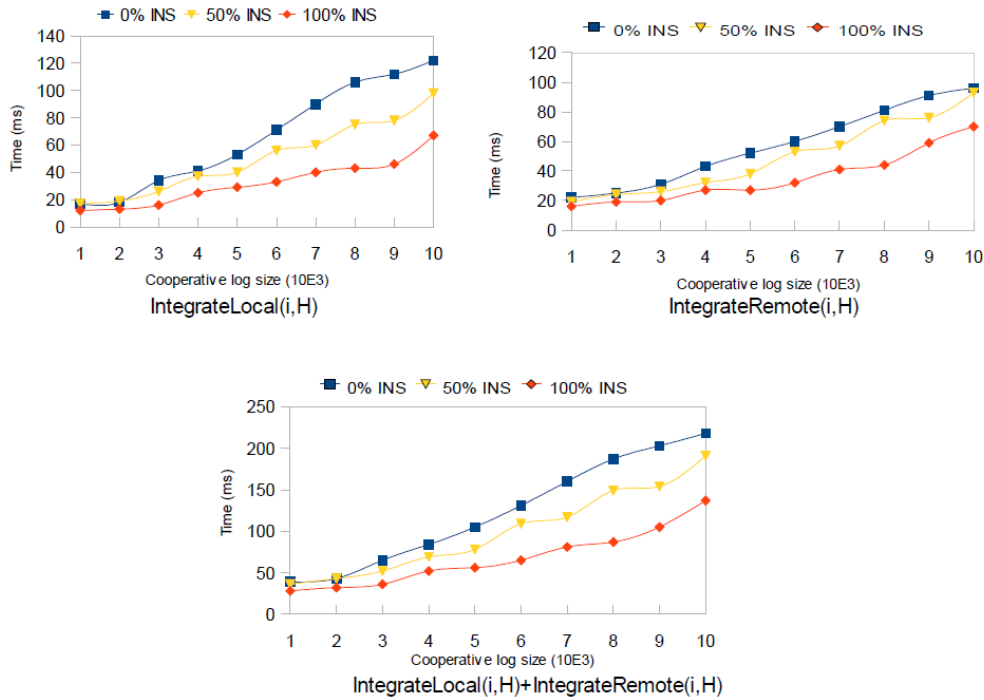 0% INS 50% INS 100% INS
140
120
100
80
60
40
20
0
Time (ms)
1 2 3 4 5 6 7 8 9 10
Cooperative log size (10E3)
IntegrateLocal(i,H)
0% INS 50% INS 100% INS
120
100
80
60
40
20
0
Time (ms)
1 2 3 4 5 6 7 8 9 10
Cooperative log size (10E3)
IntegrateRemote(i,H)
0% INS 50% INS 100% INS
250
200
150
100
50
0
Time (ms)
1 2 3 4 5 6 7 8 9 10
Cooperative log size (10E3)
IntegrateLocal(i,H)+IntegrateRemote(i,H)